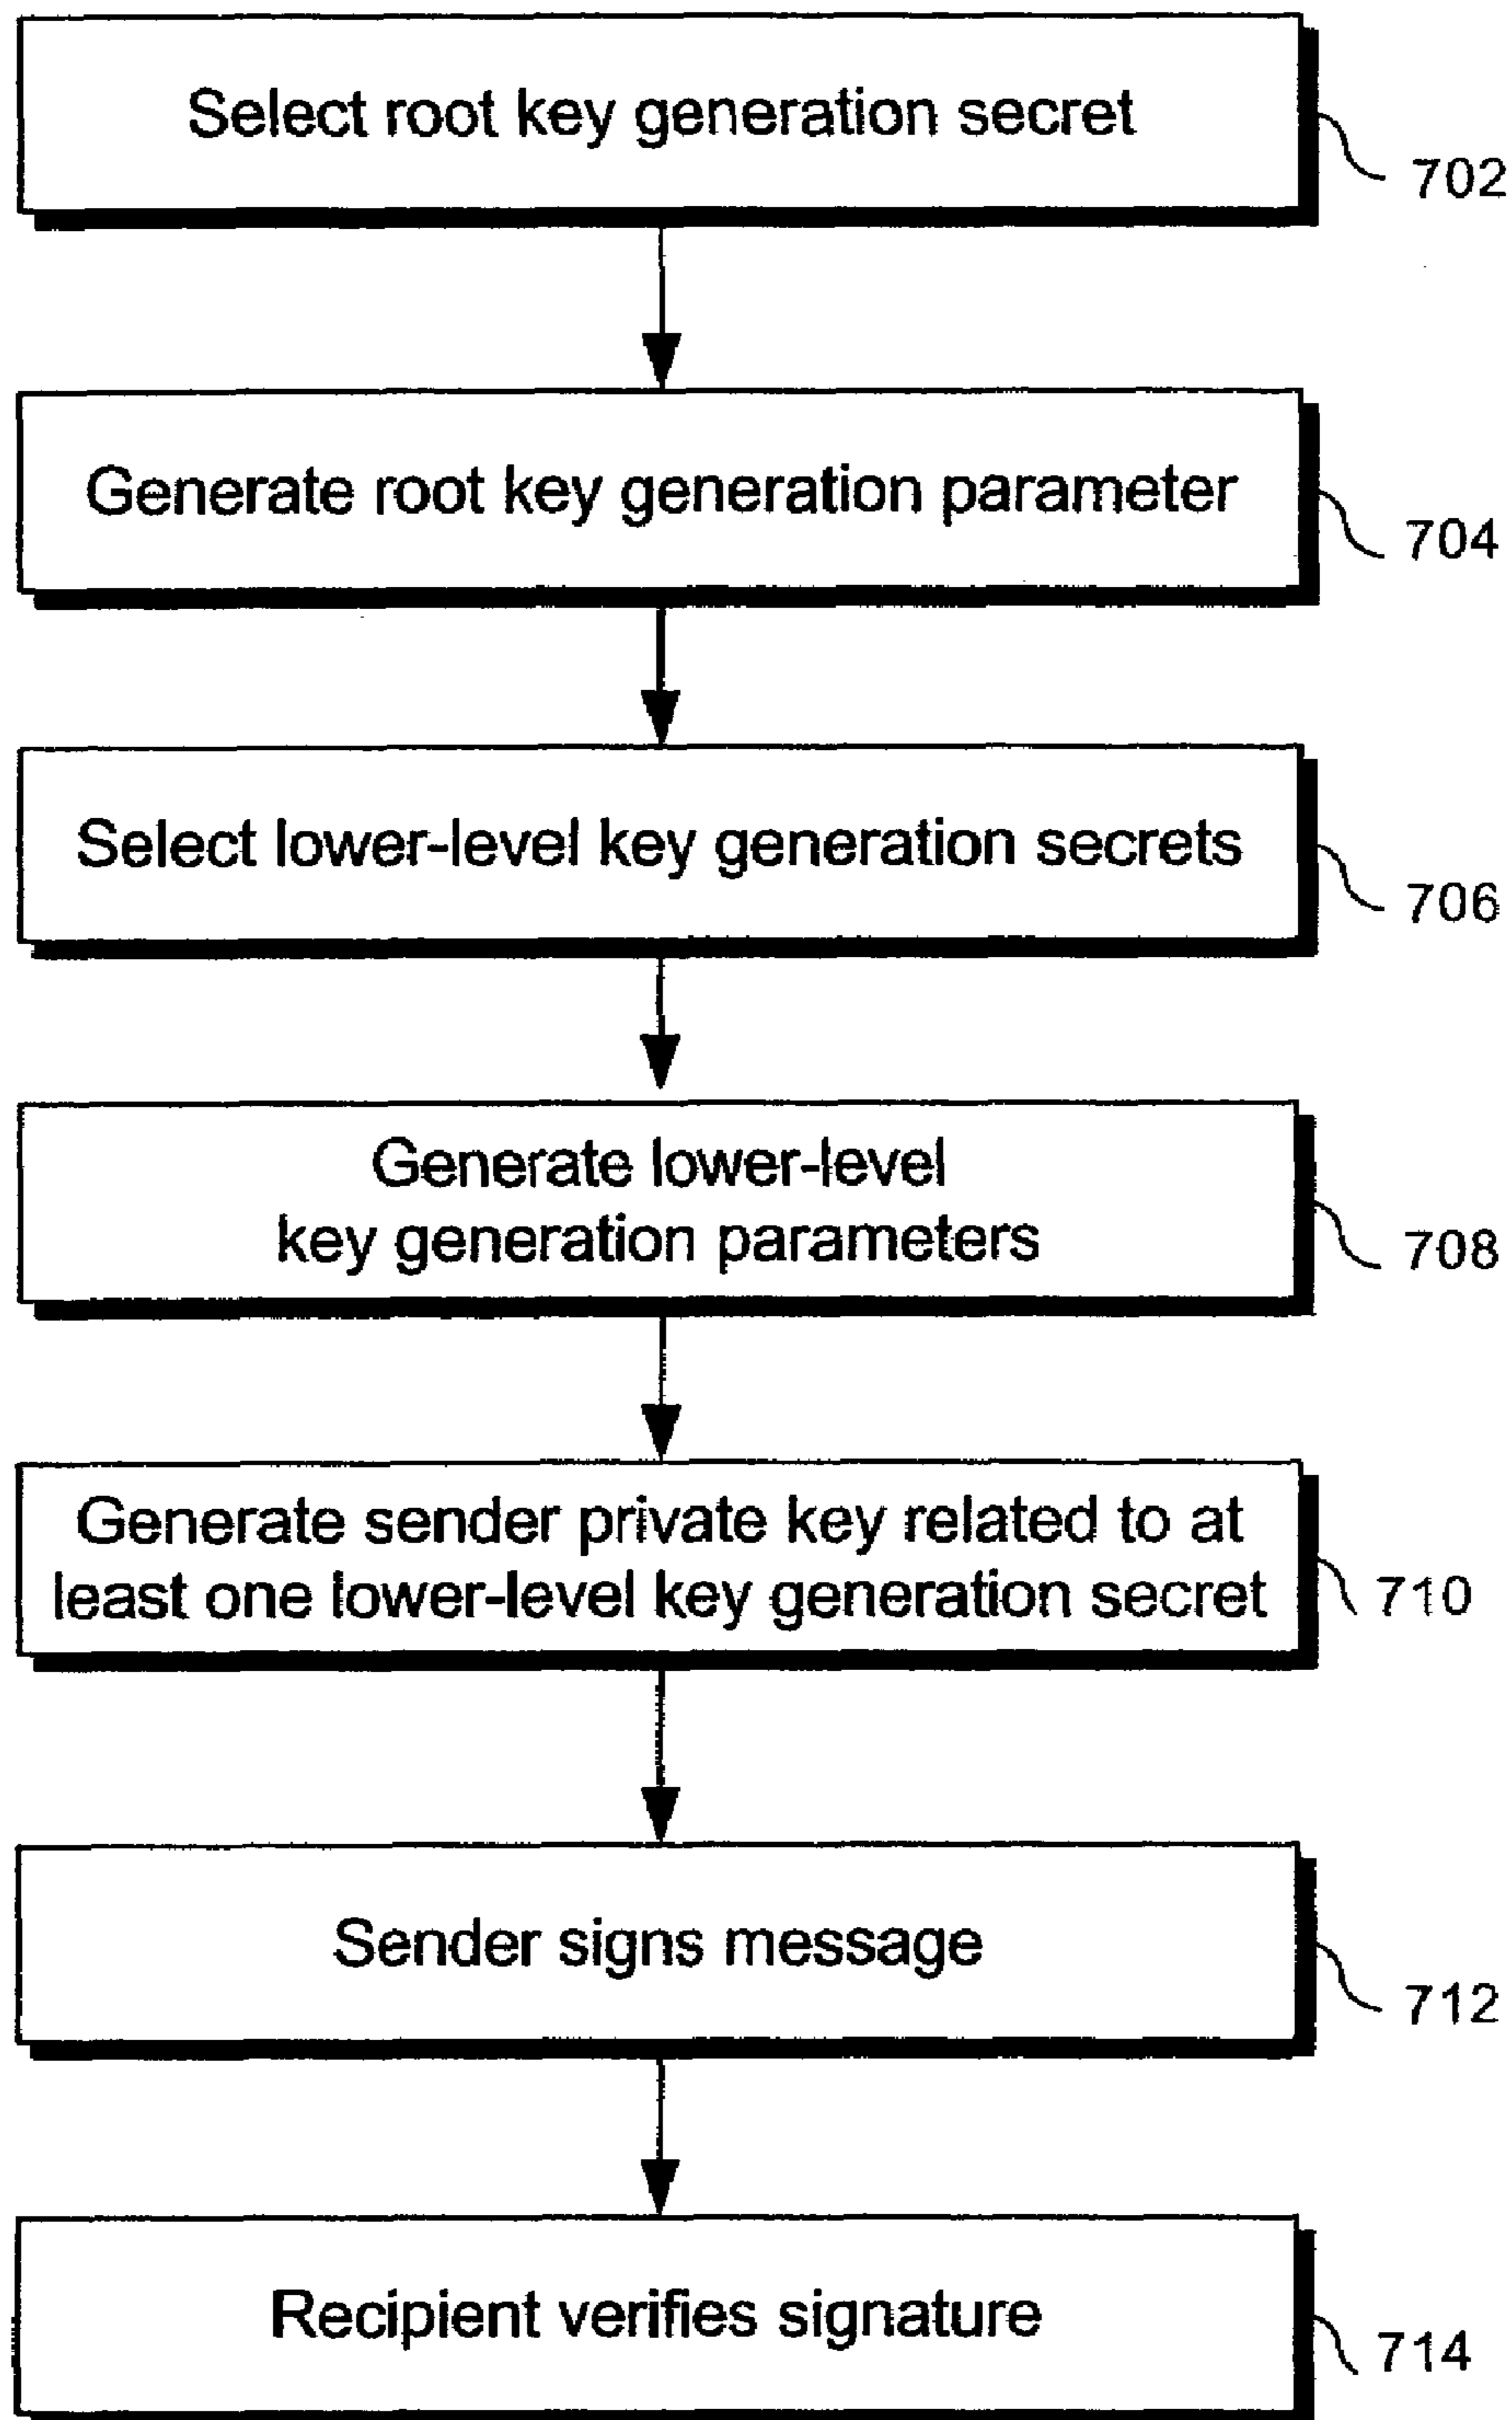 Select root key generation secret
702
Generate root key generation parameter
704
Select lower-level key generation secrets
706
Generate lower-level
key generation parameters
708
Generate sender private key related to at
least one lower-level key generation secret
710
Sender signs message
712
Recipient verifies signature
714